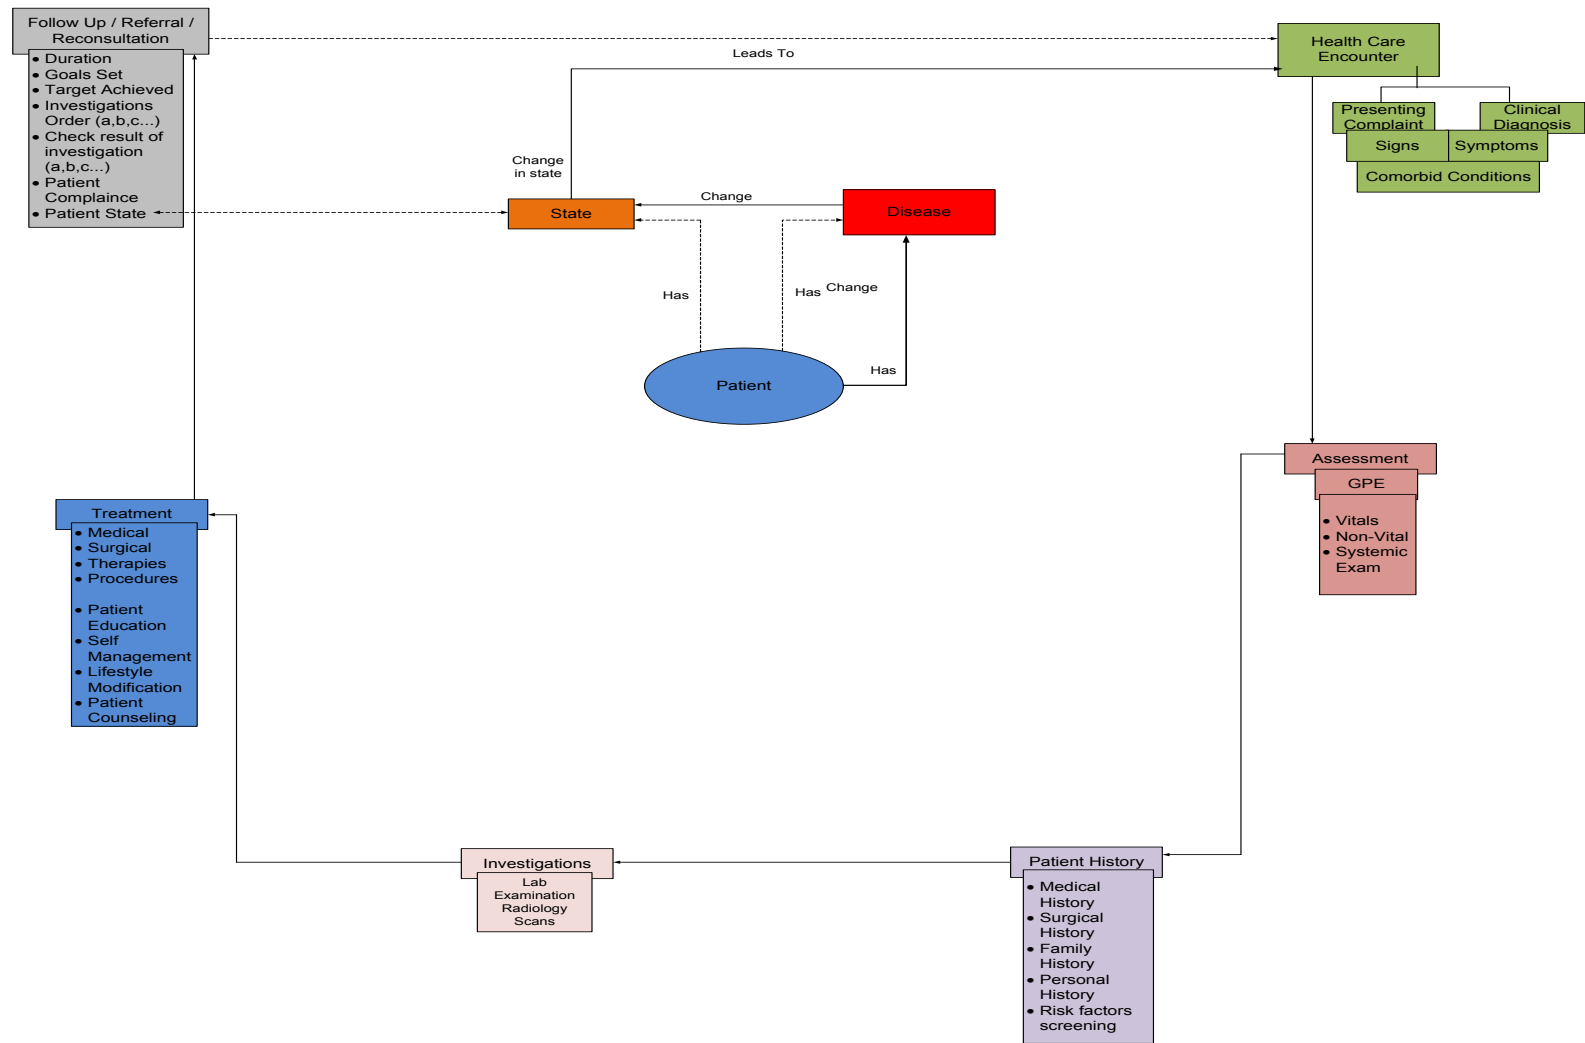 Follow Up / Referral /
Reconsultation
• Duration
• Goals Set
• Target Achieved
• Investigations
Order (a,b,c...)
• Check result of
investigation
(a,b,c...)
• Patient
Complaince
• Patient State
Leads To
Health Care
Encounter
Presenting
Complaint
Clinical
Diagnosis
Signs
Symptoms
Comorbid Conditions
Change
in state
State
Change
Disease
Has
Has
Change
Has
Patient
Assessment
GPE
• Vitals
• Non-Vital
• Systemic
Exam
Treatment
• Medical
• Surgical
• Therapies
• Procedures
• Patient
Education
• Self
Management
• Lifestyle
Modification
• Patient
Counseling
Investigations
Lab
Examination
Radiology
Scans
Patient History
• Medical
History
• Surgical
History
• Family
History
• Personal
History
• Risk factors
screening